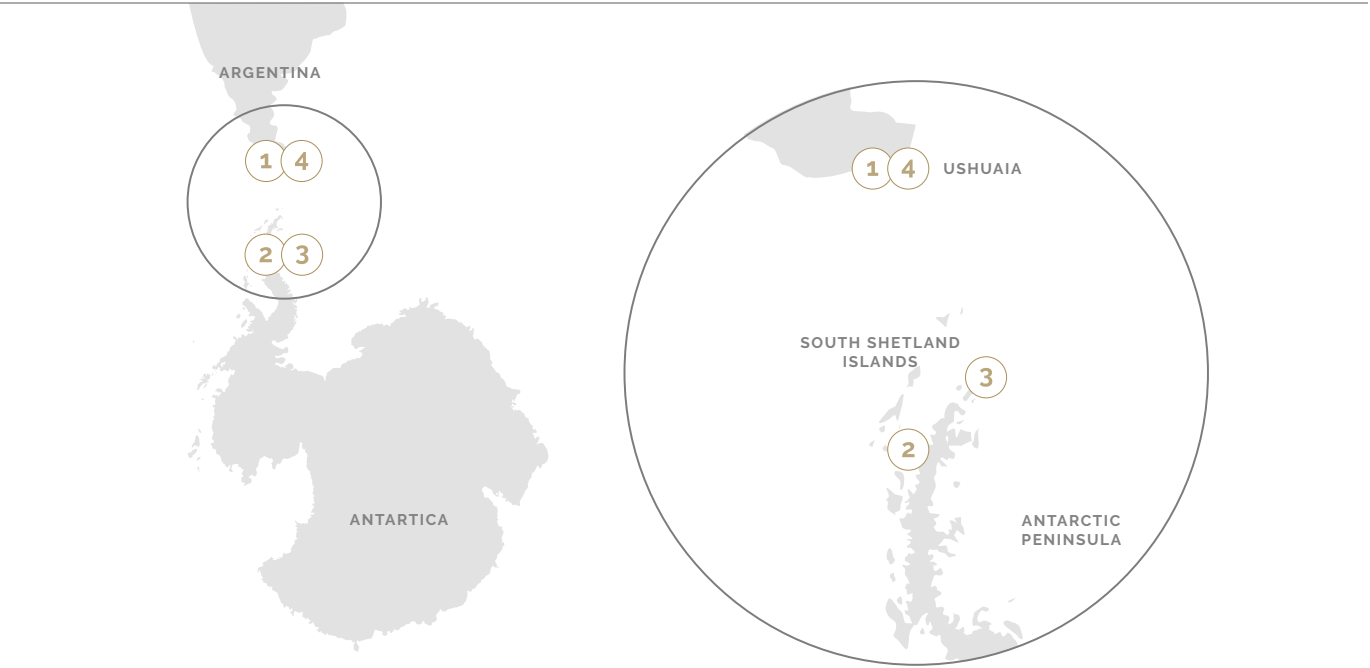 ARGENTINA
1 4
2 3
ANTARTICA
1 4 USHUAIA
SOUTH SHETLAND
ISLANDS
3
2
ANTARCTIC
PENINSULA